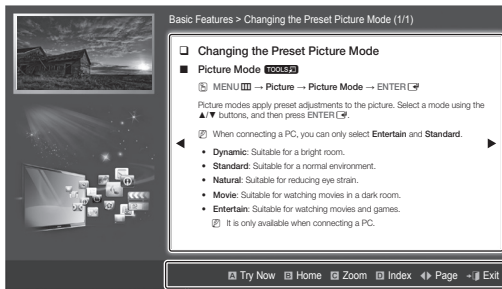 Basic Features > Changing the Preset Picture Mode (1/1)
❑ Changing the Preset Picture Mode
■ Picture Mode TOOLS
MENU → Picture → Picture Mode → ENTER
Picture modes apply preset adjustments to the picture. Select a mode using the
▲/▼ buttons, and then press ENTER.
When connecting a PC, you can only select Entertain and Standard.
• Dynamic: Suitable for a bright room.
• Standard: Suitable for a normal environment.
• Natural: Suitable for reducing eye strain.
• Movie: Suitable for watching movies in a dark room.
• Entertain: Suitable for watching movies and games.
It is only available when connecting a PC.
◀ ▶
A Try Now B Home C Zoom D Index Page Exit